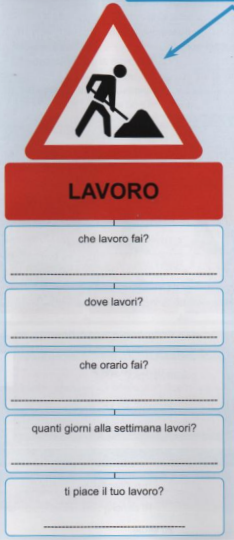 LAVORO
che lavoro fai?
dove lavori?
che orario fai?
quanti giorni alla settimana lavori?
ti piace il tuo lavoro?